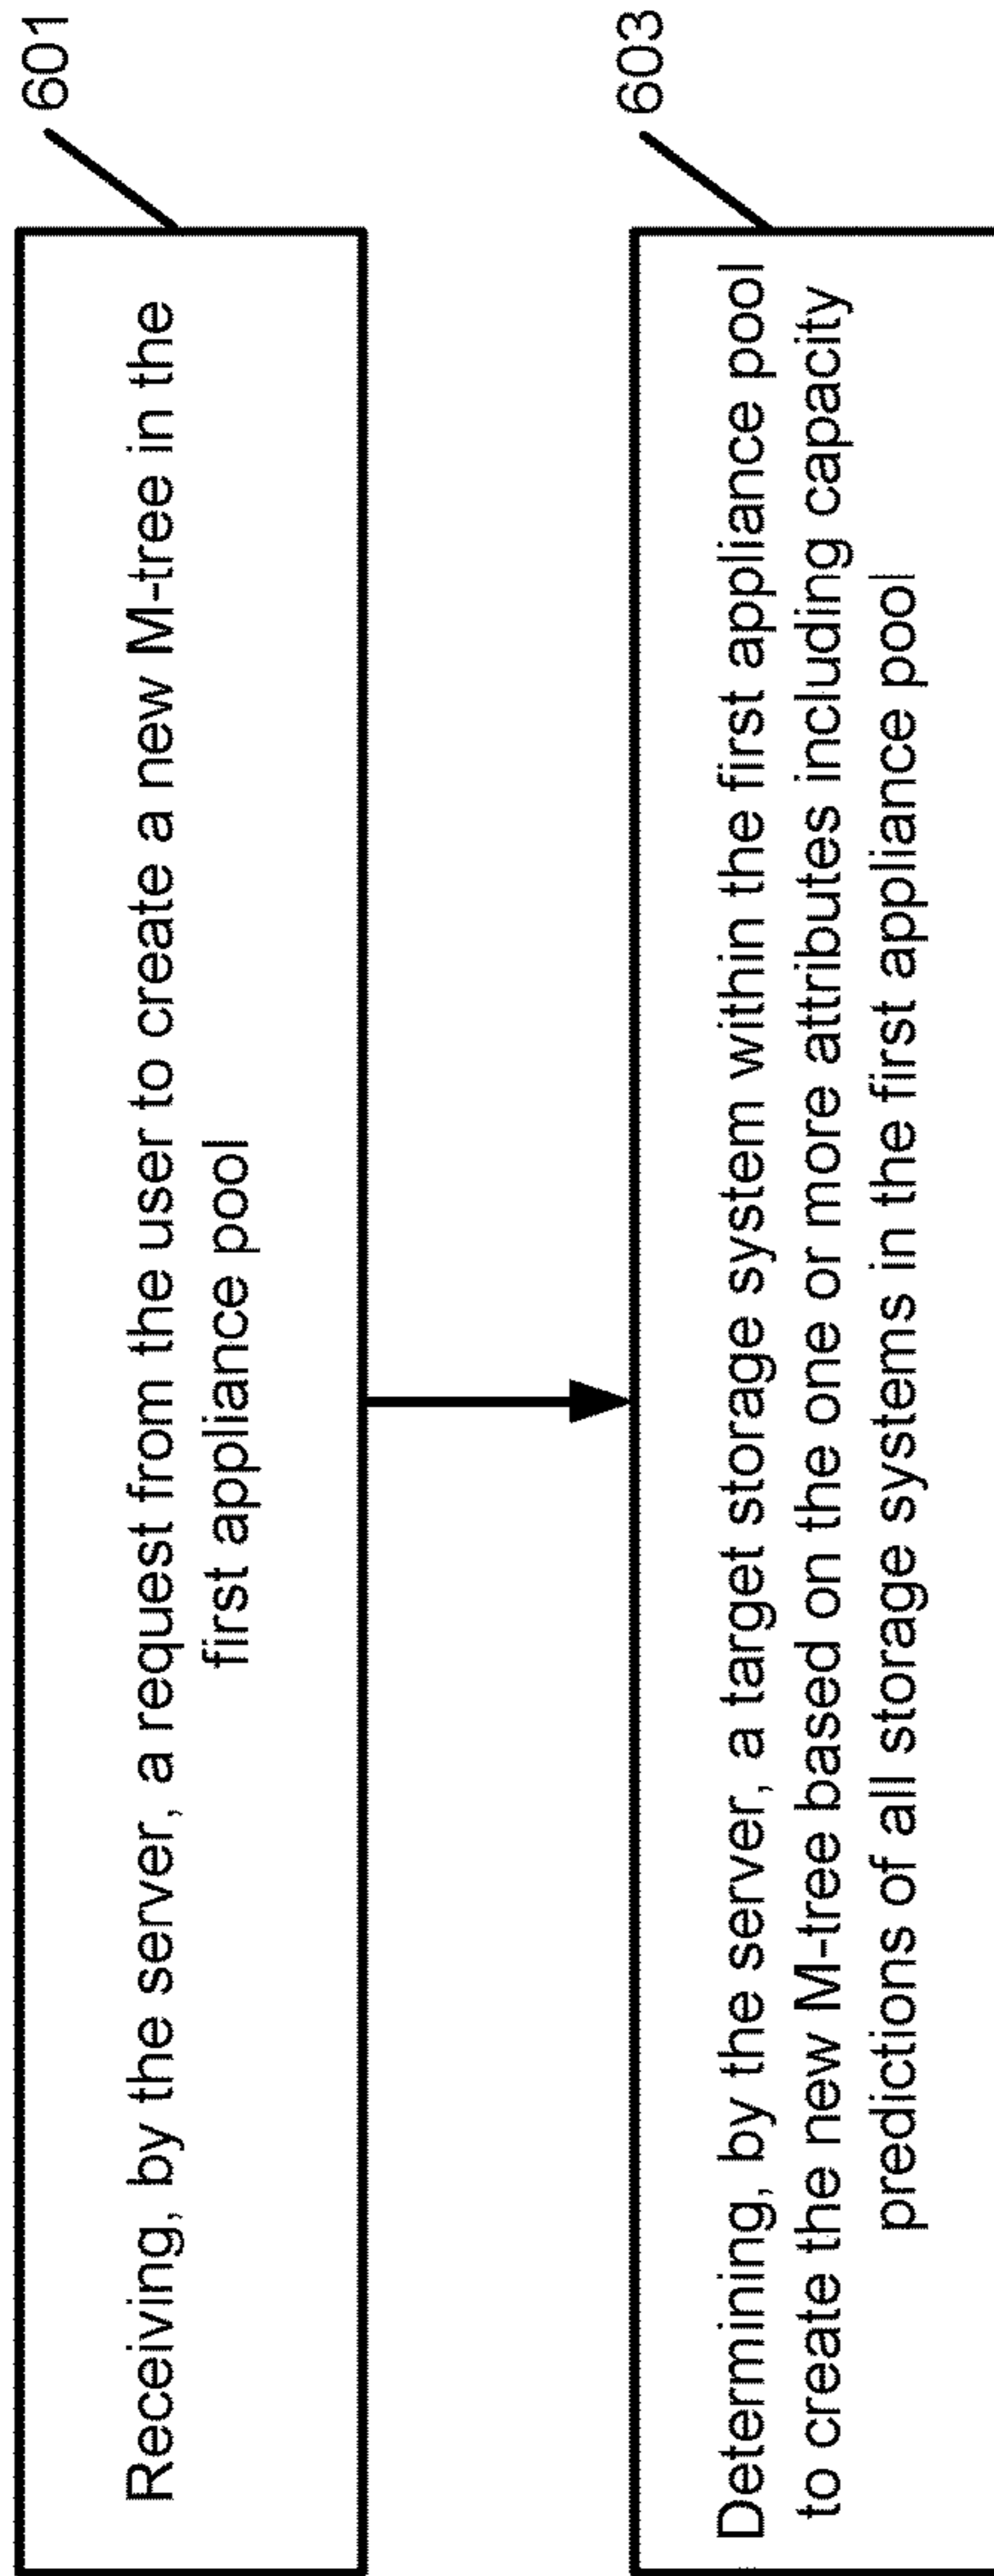 601
Receiving, by the server, a request from the user to create a new M-tree in the
first appliance pool
603
Determining, by the server, a target storage system within the first appliance pool
to create the new M-tree based on the one or more attributes including capacity
predictions of all storage systems in the first appliance pool